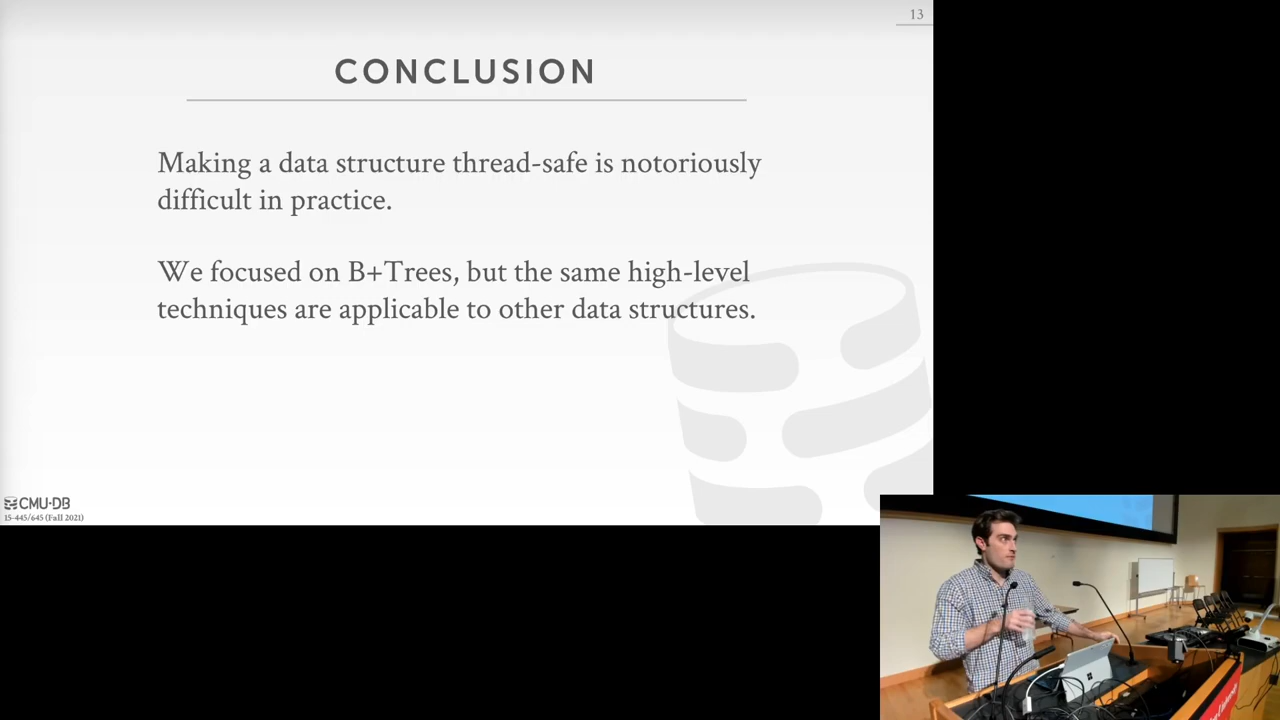 13
CONCLUSION
Making a data structure thread-safe is notoriously
difficult in practice.
We focused on B+Trees, but the same high-level
techniques are applicable to other data structures.
CMU·DB
15-445/645 (Fall 2021)